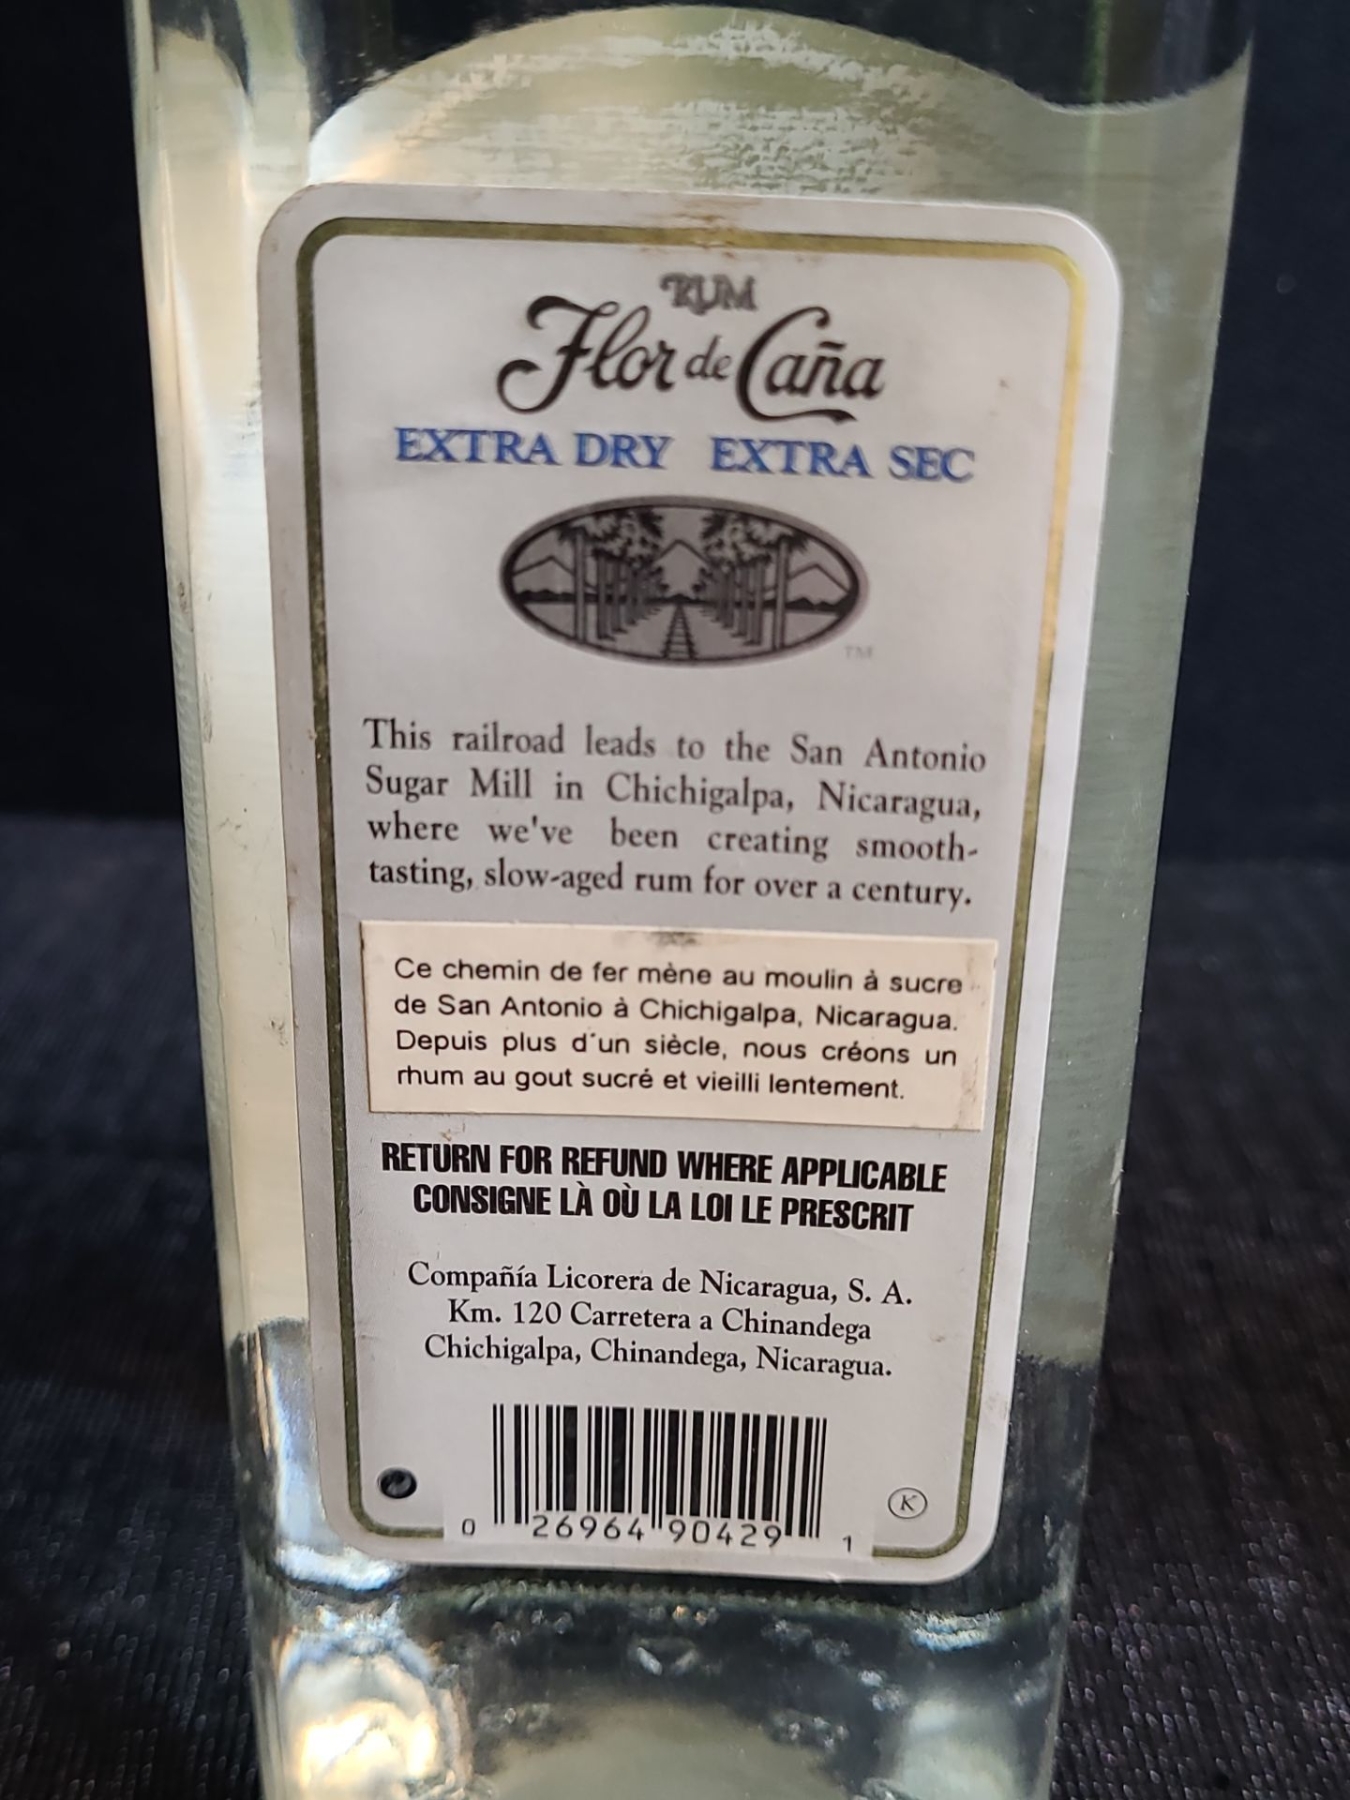 RUM
Flor de Caña
EXTRA DRY EXTRA SEC
TM
This railroad leads to the San Antonio
Sugar Mill in Chichigalpa, Nicaragua,
where we've been creating smooth-
tasting, slow-aged rum for over a century.
Ce chemin de fer mène au moulin à sucre
de San Antonio à Chichigalpa, Nicaragua.
Depuis plus d'un siècle, nous créons un
rhum au gout sucré et vieilli lentement.
RETURN FOR REFUND WHERE APPLICABLE
CONSIGNE LÀ OÙ LA LOI LE PRESCRIT
Compañía Licorera de Nicaragua, S. A.
Km. 120 Carretera a Chinandega
Chichigalpa, Chinandega, Nicaragua.
K
0 26964 90429 1